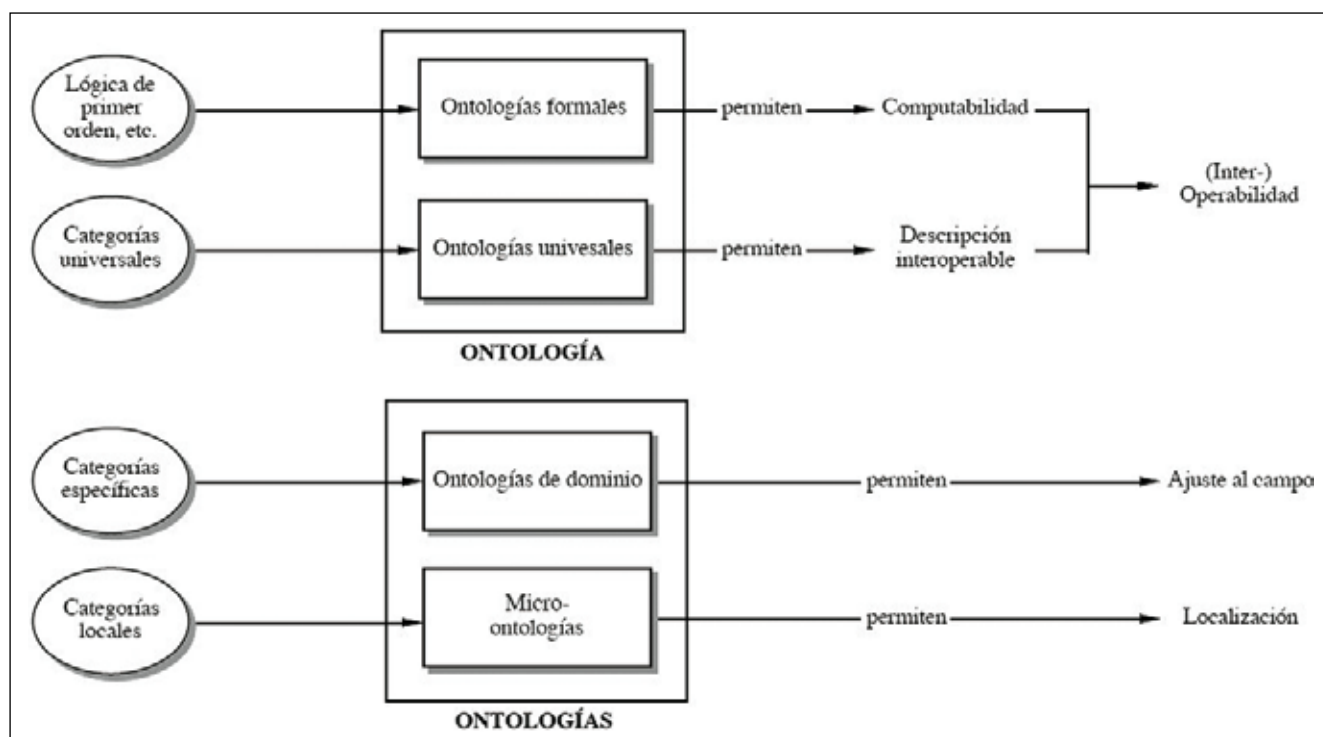 Lógica de
primer
orden, etc.
Ontologías formales
permiten
Computabilidad
(Inter-)
Operabilidad
Categorías
universales
Ontologías univesales
permiten
Descripción
interoperable
ONTOLOGÍA
Categorías
específicas
Ontologías de dominio
permiten
Ajuste al campo
Categorías
locales
Micro-
ontologías
permiten
Localización
ONTOLOGÍAS